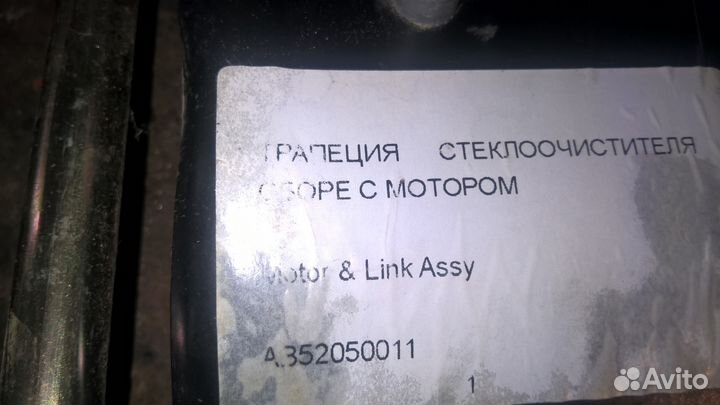 ТРАПЕЦИЯ СТЕКЛООЧИСТИТЕЛЯ
СБОРЕ С МОТОРОМ
Motor & Link Assy
A352050011
1
Avito